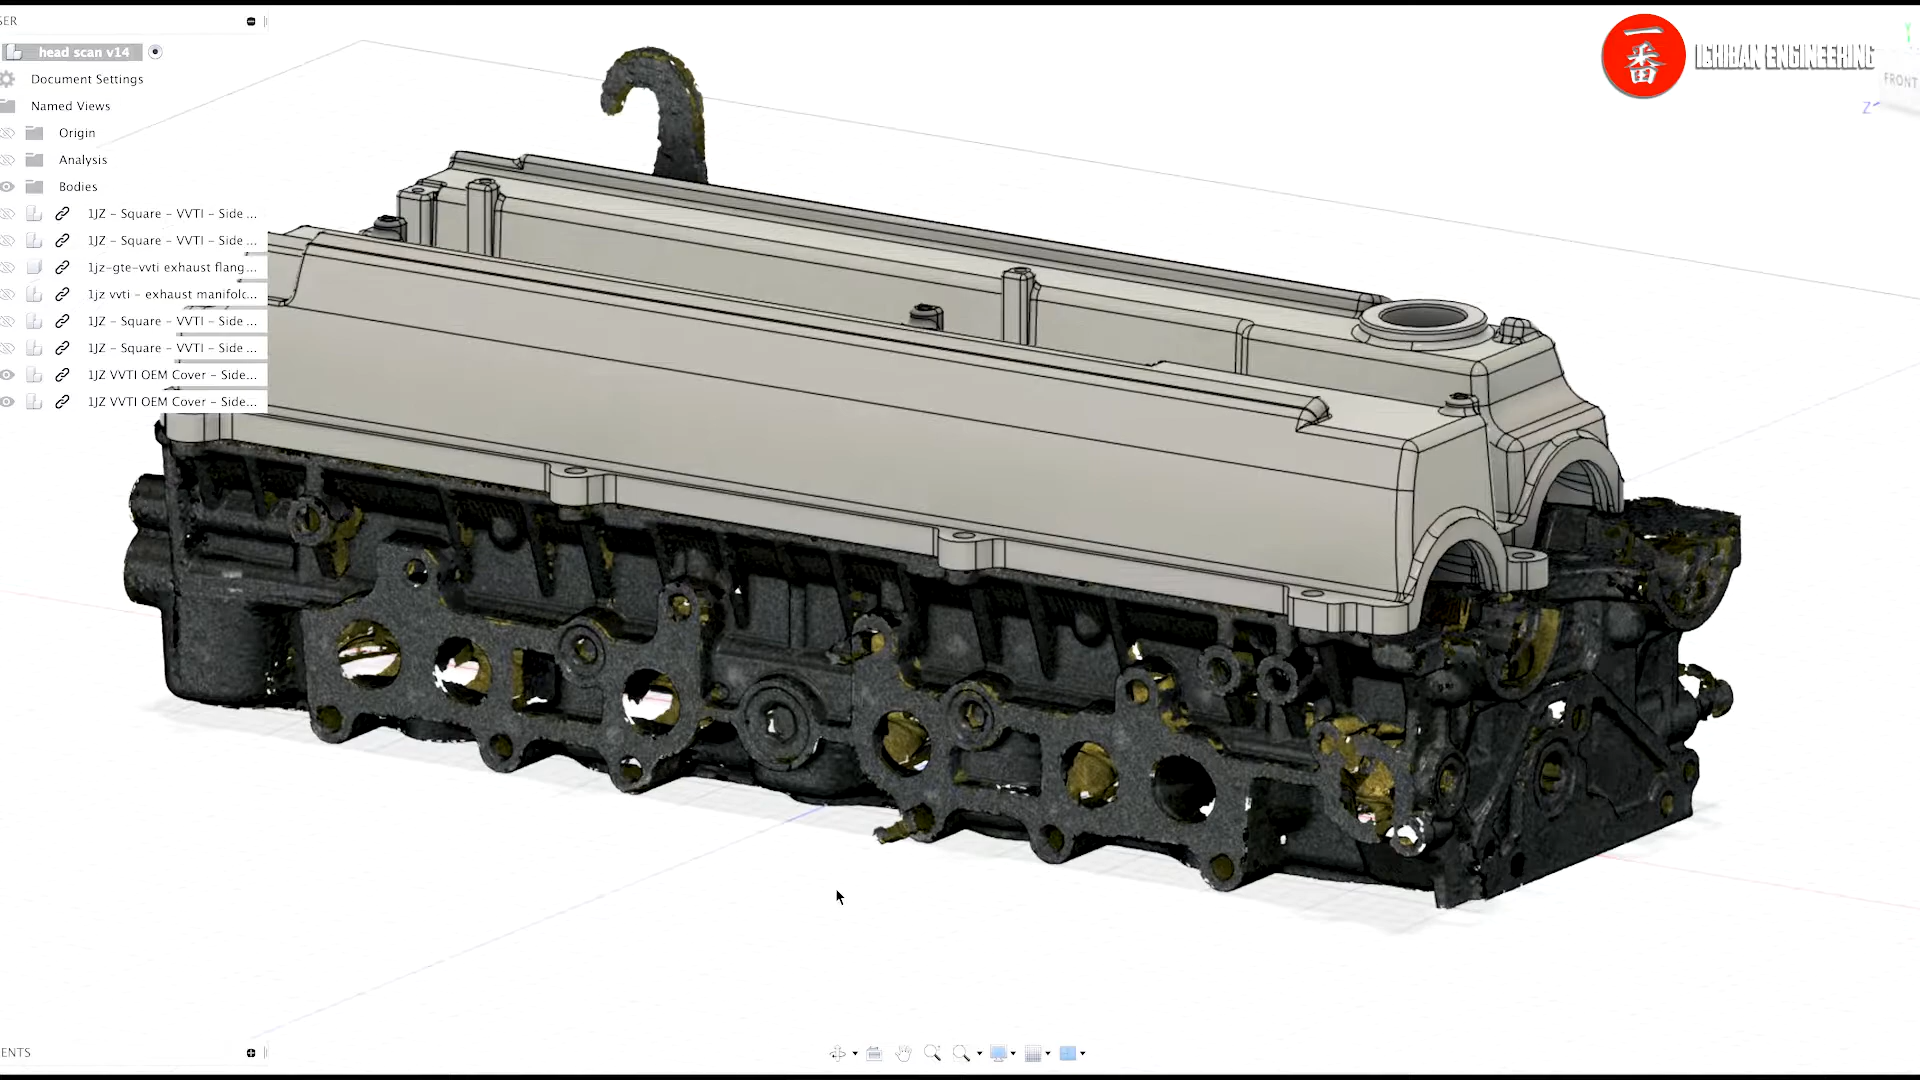 SER
head scan v14
Document Settings
Named Views
Origin
Analysis
Bodies
1JZ - Square - VVTI - Side ...
1JZ - Square - VVTI - Side ...
1jz-gte-vvti exhaust flang...
1jz vvti - exhaust manifolc...
1JZ - Square - VVTI - Side ...
1JZ - Square - VVTI - Side ...
1JZ VVTI OEM Cover - Side...
1JZ VVTI OEM Cover - Side...
ENTS
一番
ICHIBAN ENGINEERING
Y
FRONT
Z